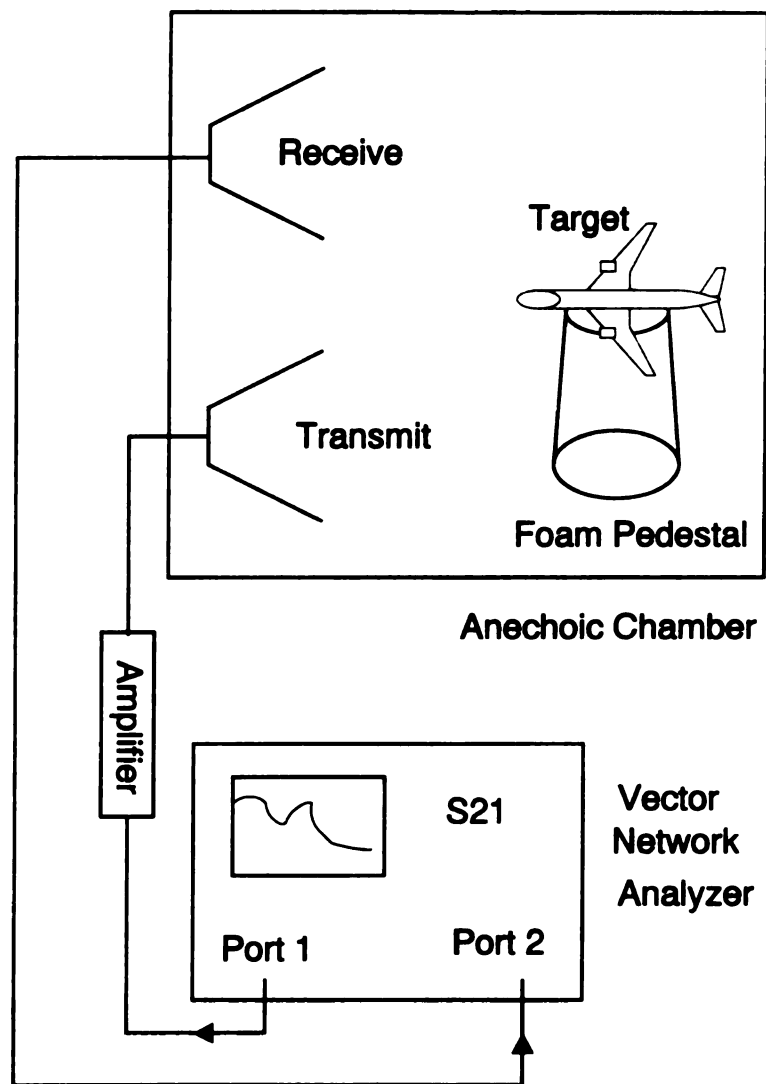 Receive
Target
Transmit
Foam Pedestal
Anechoic Chamber
Amplifier
S21
Vector
Network
Analyzer
Port 1
Port 2